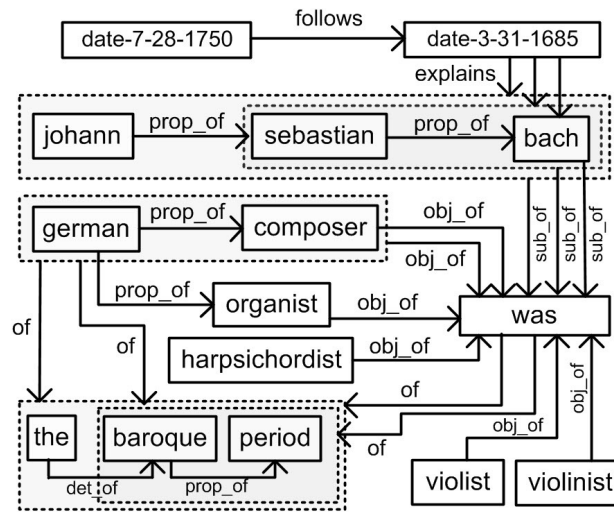 follows
date-7-28-1750 date-3-31-1685
explains
johann prop_of sebastian prop_of bach
german prop_of composer obj_of
obj_of
sub_of sub_of sub_of
prop_of organist obj_of was
of of harpsichordist obj_of
of
the baroque period of
det_of prop_of
obj_of obj_of
violist violinist